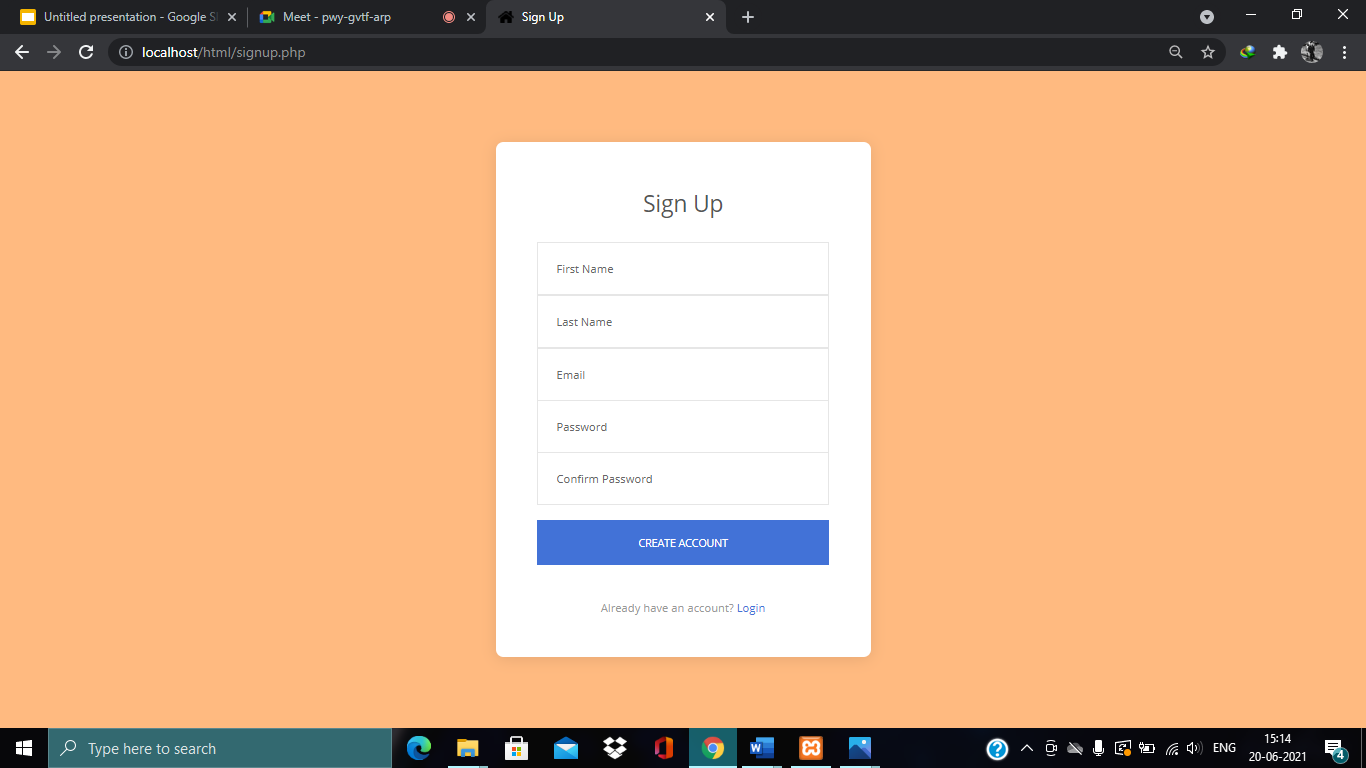 Untitled presentation - Google Sl
Meet - pwy-gvtf-arp
Sign Up
localhost/html/signup.php
Sign Up
First Name
Last Name
Email
Password
Confirm Password
CREATE ACCOUNT
Already have an account? Login
Type here to search
ENG
15:14
20-06-2021
4